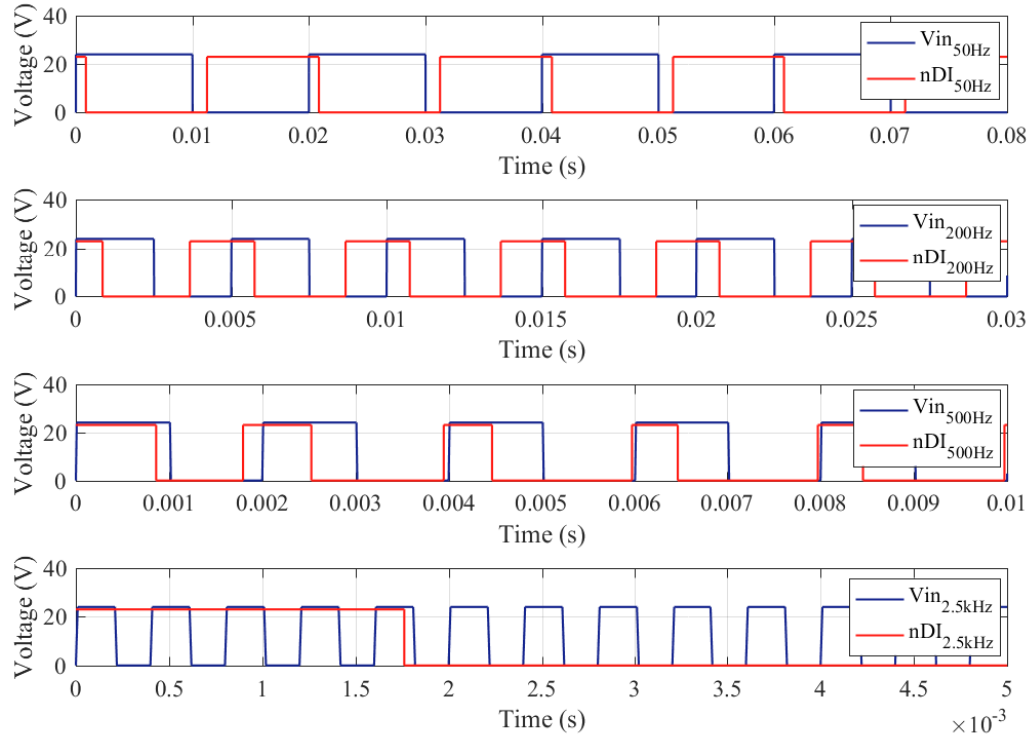 40
20
0
Voltage (V)
Vin50Hz
nDI50Hz
0 0.01 0.02 0.03 0.04 0.05 0.06 0.07 0.08
Time (s)
40
20
0
Voltage (V)
Vin200Hz
nDI200Hz
0 0.005 0.01 0.015 0.02 0.025 0.03
Time (s)
40
20
0
Voltage (V)
Vin500Hz
nDI500Hz
0 0.001 0.002 0.003 0.004 0.005 0.006 0.007 0.008 0.009 0.01
Time (s)
40
20
0
Voltage (V)
Vin2.5kHz
nDI2.5kHz
0 0.5 1 1.5 2 2.5 3 3.5 4 4.5 5
Time (s)
×10-3